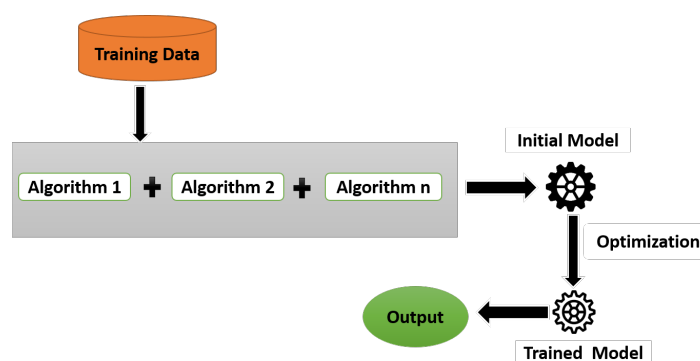 Training Data
Algorithm 1 + Algorithm 2 + Algorithm n
Initial Model
Optimization
Output
Trained Model